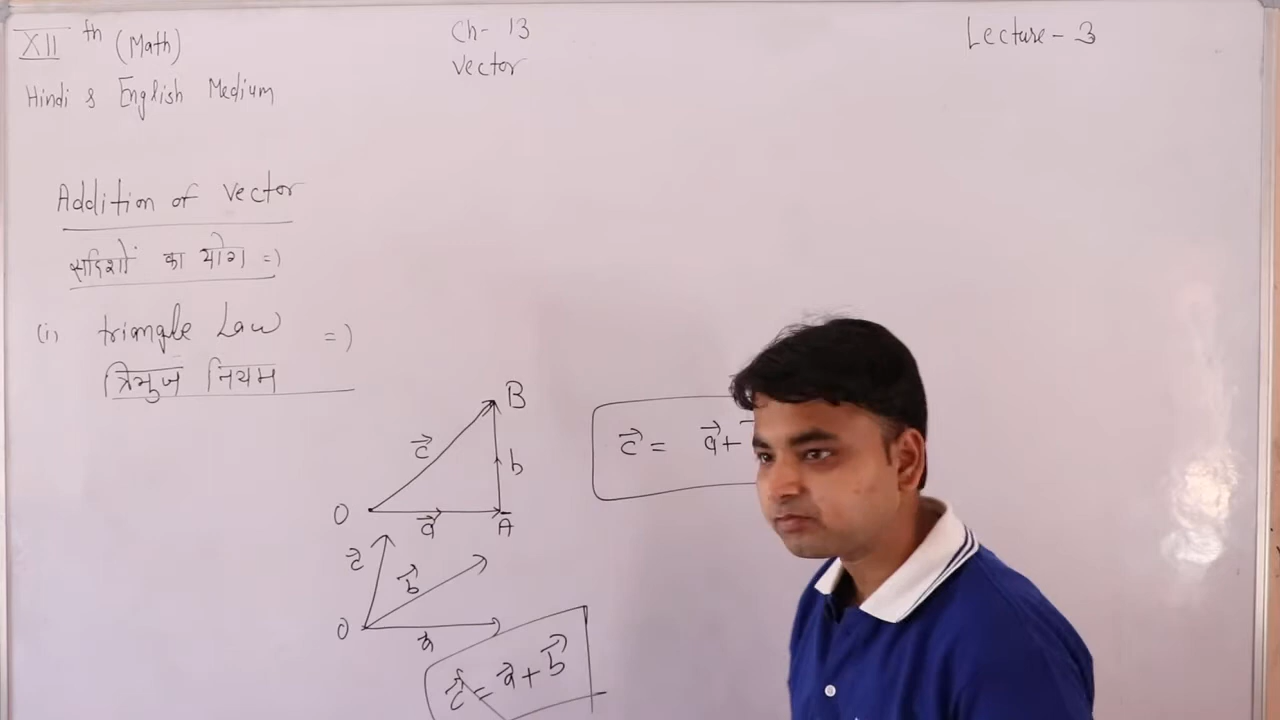 XII th (Math)
Hindi & English Medium
Ch- 13
Vector
Lecture - 3
Addition of vector
सदिशों का योग =)
(i) triangle Law =)
त्रिभुज नियम
B
c⃗
b
O
a⃗
A
c⃗ = a⃗+
c⃗
b⃗
O
c⃗ = a⃗ + b⃗